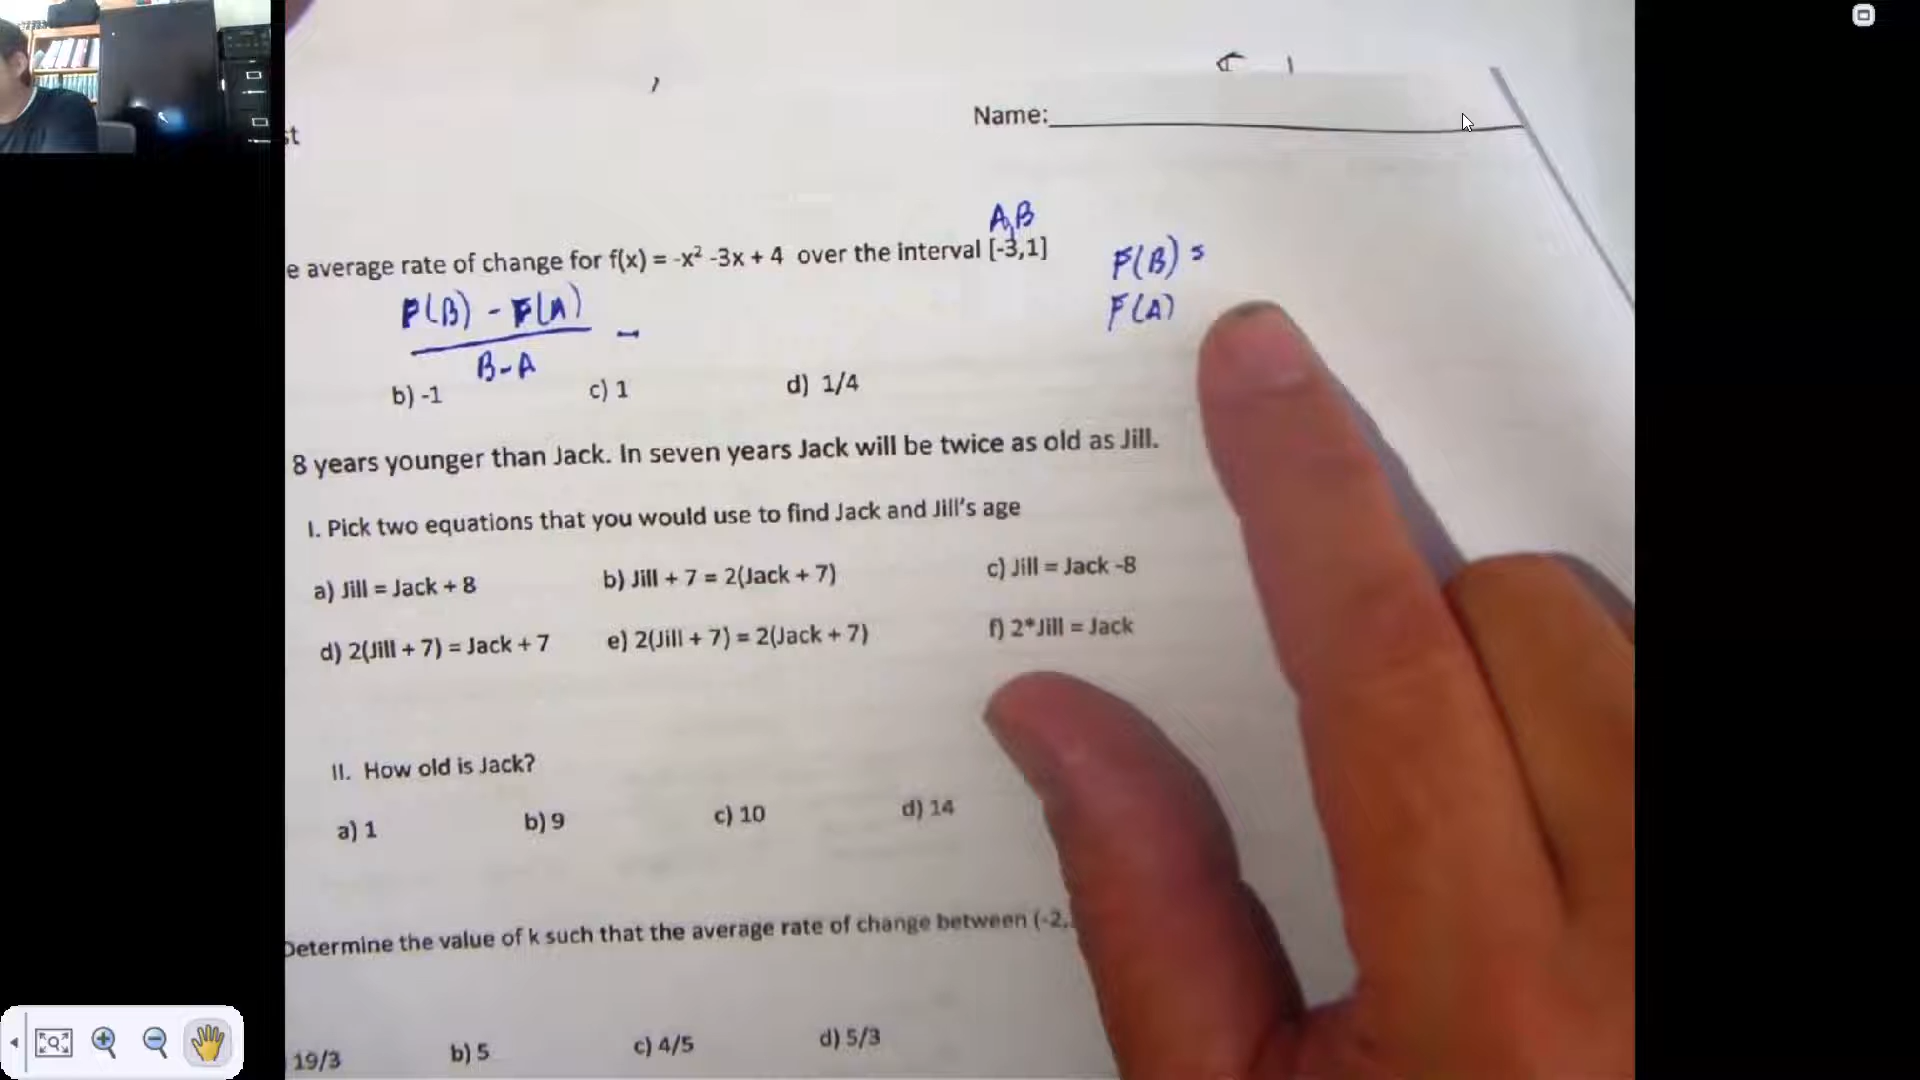 st
Name:
A,B
e average rate of change for f(x) = -x² -3x + 4 over the interval [-3,1]
F(B) =
F(A)
F(B) - F(A)
B-A
b) -1 c) 1 d) 1/4
8 years younger than Jack. In seven years Jack will be twice as old as Jill.
I. Pick two equations that you would use to find Jack and Jill's age
a) Jill = Jack + 8 b) Jill + 7 = 2(Jack + 7) c) Jill = Jack -8
d) 2(Jill + 7) = Jack + 7 e) 2(Jill + 7) = 2(Jack + 7) f) 2*Jill = Jack
II. How old is Jack?
a) 1 b) 9 c) 10 d) 14
Determine the value of k such that the average rate of change between (-2,
19/3 b) 5 c) 4/5 d) 5/3